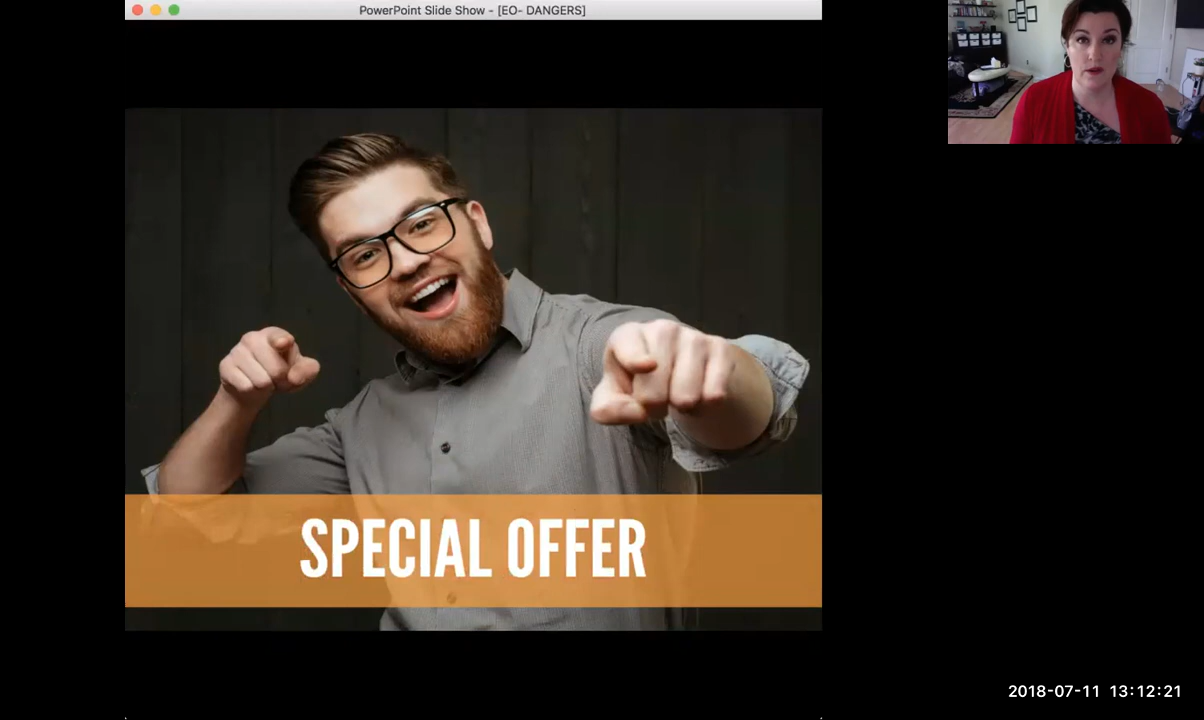 PowerPoint Slide Show - [EO- DANGERS]
SPECIAL OFFER
2018-07-11 13:12:21